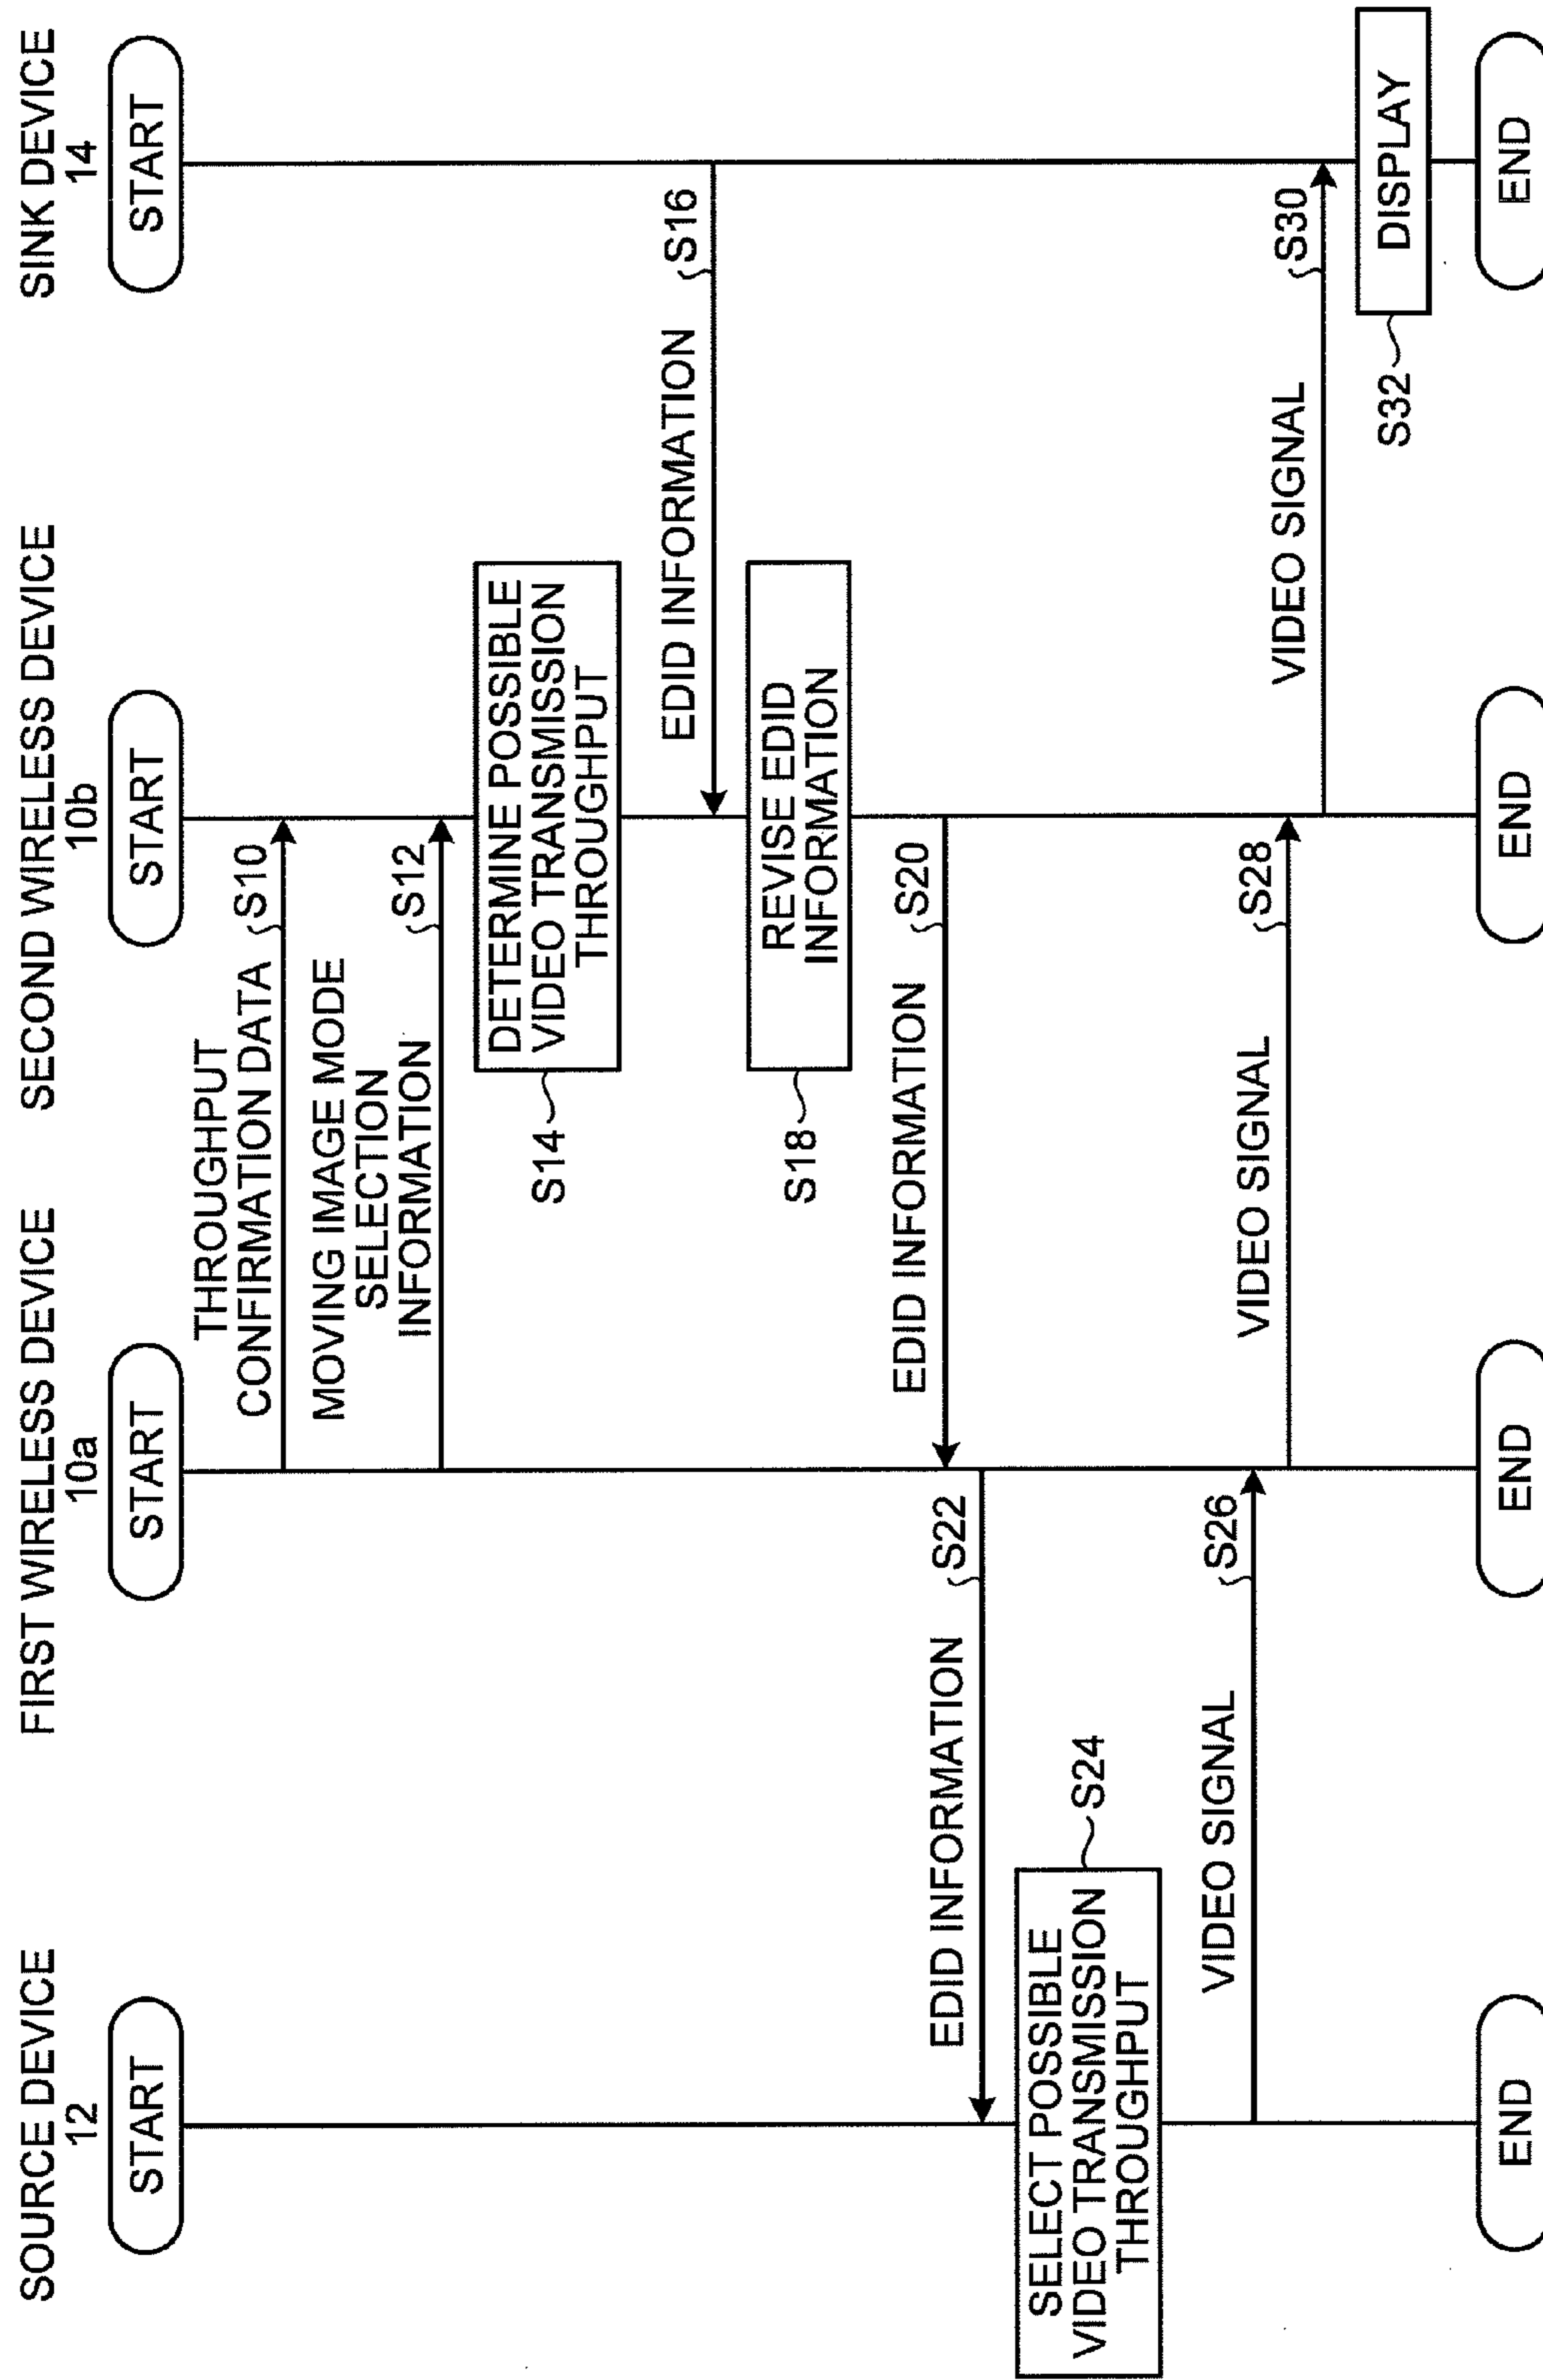 SOURCE DEVICE
12
FIRST WIRELESS DEVICE
10a
SECOND WIRELESS DEVICE
10b
SINK DEVICE
14
START
START
START
START
THROUGHPUT
CONFIRMATION DATA
S10
MOVING IMAGE MODE
SELECTION
INFORMATION
S12
DETERMINE POSSIBLE
VIDEO TRANSMISSION
THROUGHPUT
S14
EDID INFORMATION
S16
REVISE EDID
INFORMATION
S18
EDID INFORMATION
S20
EDID INFORMATION
S22
SELECT POSSIBLE
VIDEO TRANSMISSION
THROUGHPUT
S24
VIDEO SIGNAL
S26
VIDEO SIGNAL
S28
VIDEO SIGNAL
S30
DISPLAY
S32
END
END
END
END